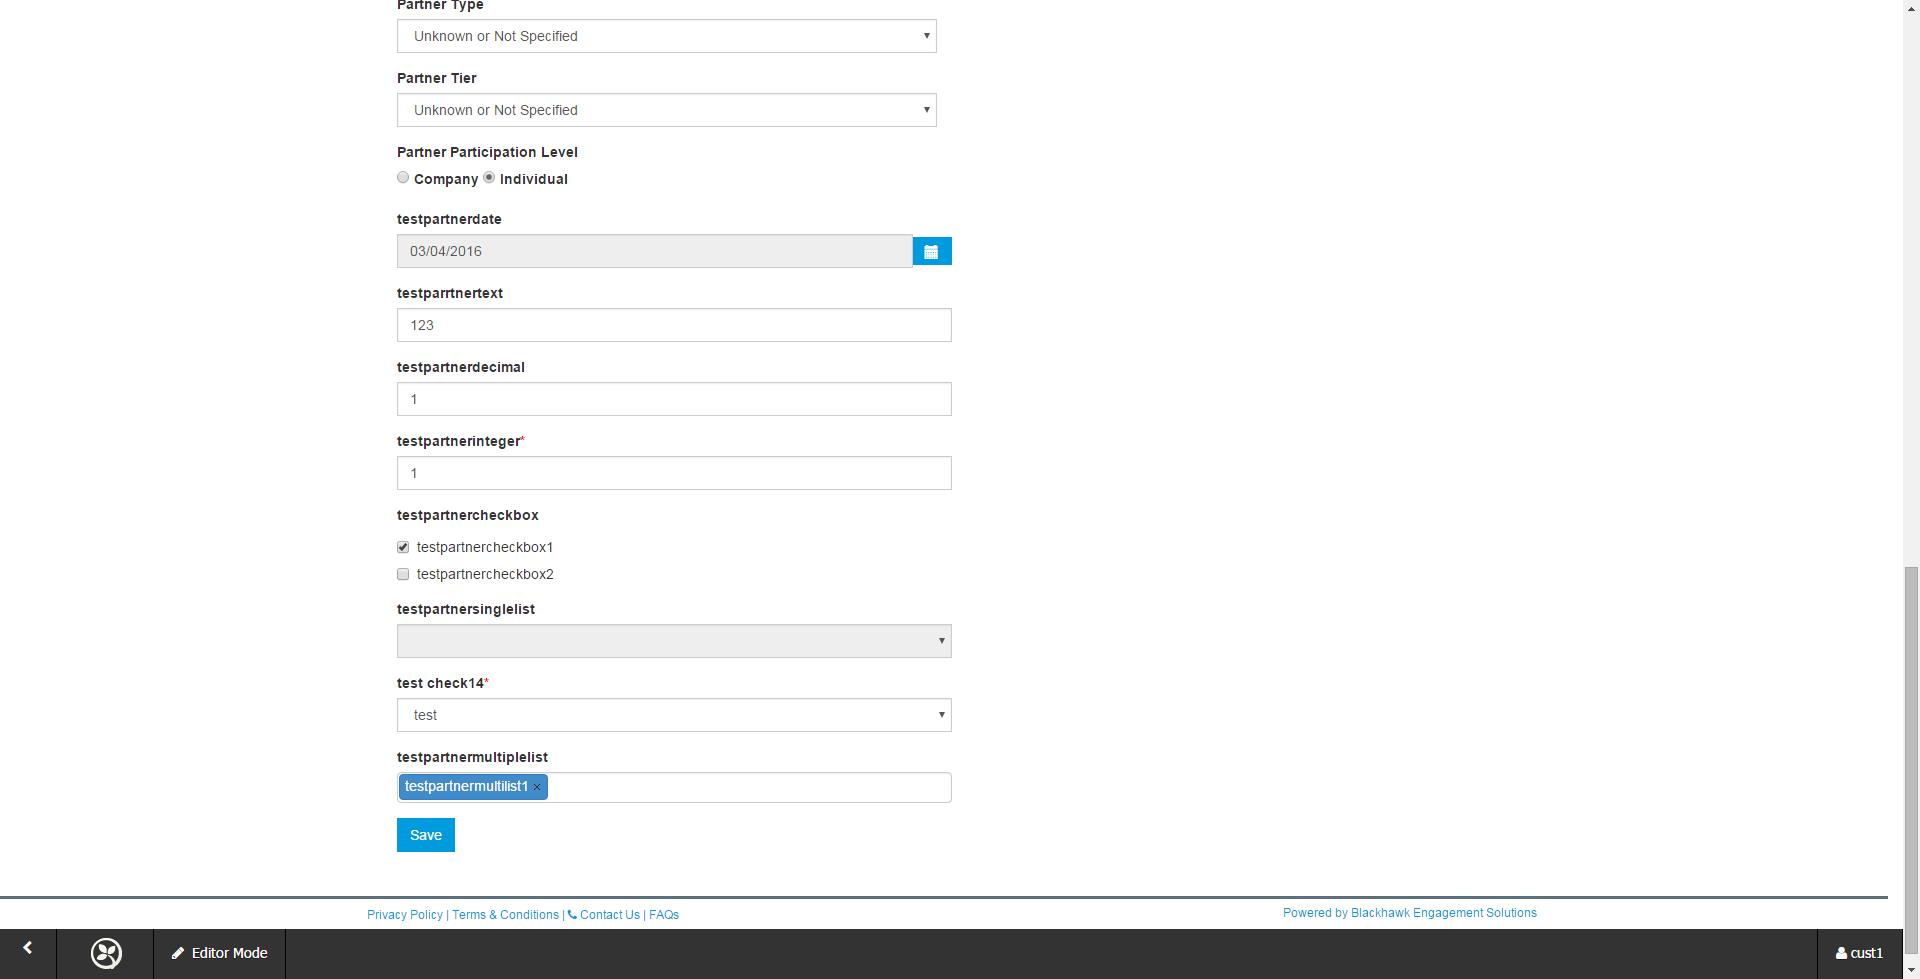 Partner Type
Unknown or Not Specified
Partner Tier
Unknown or Not Specified
Partner Participation Level
Company Individual
testpartnerdate
03/04/2016
testparrtnertext
123
testpartnerdecimal
1
testpartnerinteger*
1
testpartnercheckbox
testpartnercheckbox1
testpartnercheckbox2
testpartnersinglelist
test check14*
test
testpartnermultiplelist
testpartnermultilist1 ×
Save
Privacy Policy | Terms & Conditions | Contact Us | FAQs
Powered by Blackhawk Engagement Solutions
Editor Mode
cust1